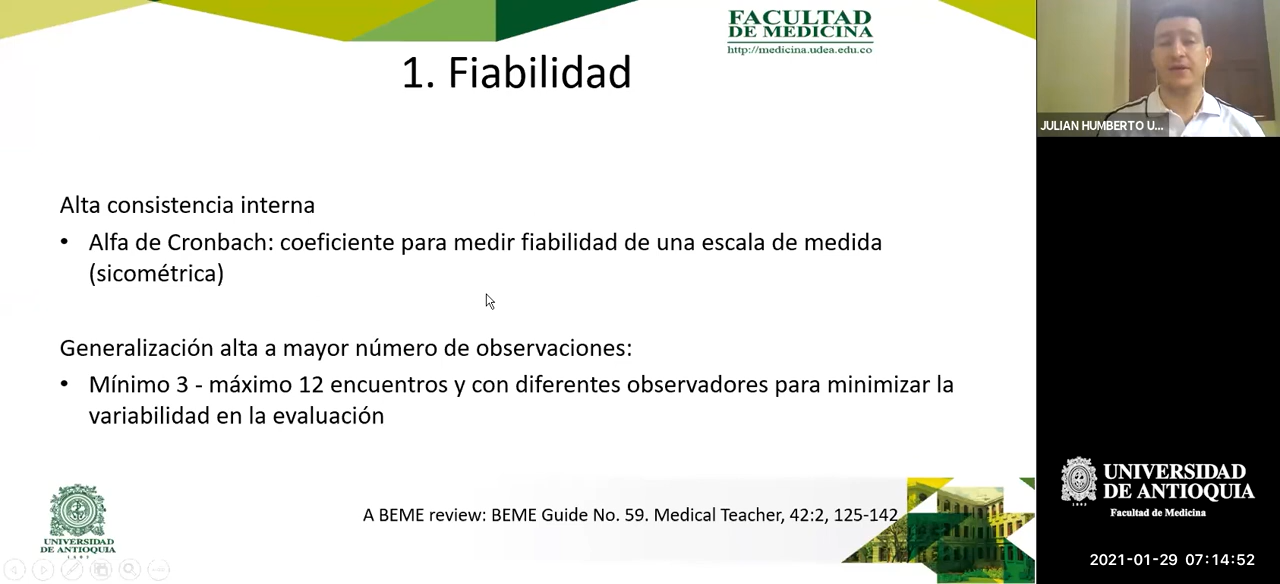 FACULTAD
DE MEDICINA
http://medicina.udea.edu.co
1. Fiabilidad
JULIAN HUMBERTO U...
Alta consistencia interna
• Alfa de Cronbach: coeficiente para medir fiabilidad de una escala de medida
(sicométrica)
Generalización alta a mayor número de observaciones:
• Mínimo 3 - máximo 12 encuentros y con diferentes observadores para minimizar la
variabilidad en la evaluación
UNIVERSIDAD
DE ANTIOQUIA
1803
A BEME review: BEME Guide No. 59. Medical Teacher, 42:2, 125-142
UNIVERSIDAD
DE ANTIOQUIA
1803
Facultad de Medicina
2021-01-29 07:14:52